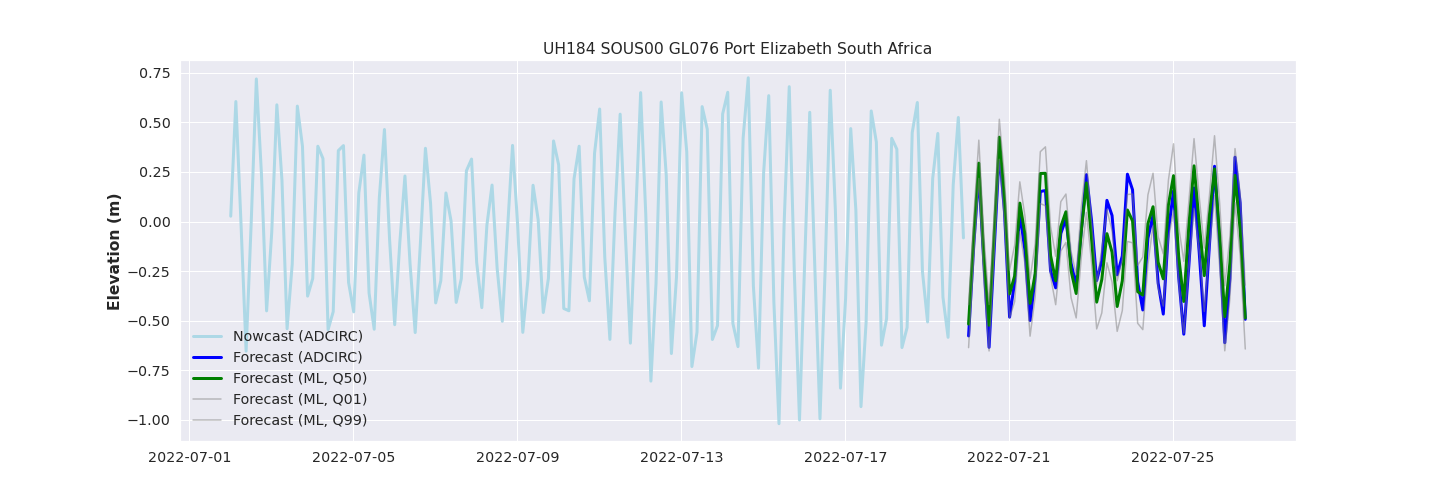 UH184 SOUS00 GL076 Port Elizabeth South Africa
Elevation (m)
0.75
0.50
0.25
0.00
−0.25
−0.50
−0.75
−1.00
Nowcast (ADCIRC)
Forecast (ADCIRC)
Forecast (ML, Q50)
Forecast (ML, Q01)
Forecast (ML, Q99)
2022-07-01 2022-07-05 2022-07-09 2022-07-13 2022-07-17 2022-07-21 2022-07-25